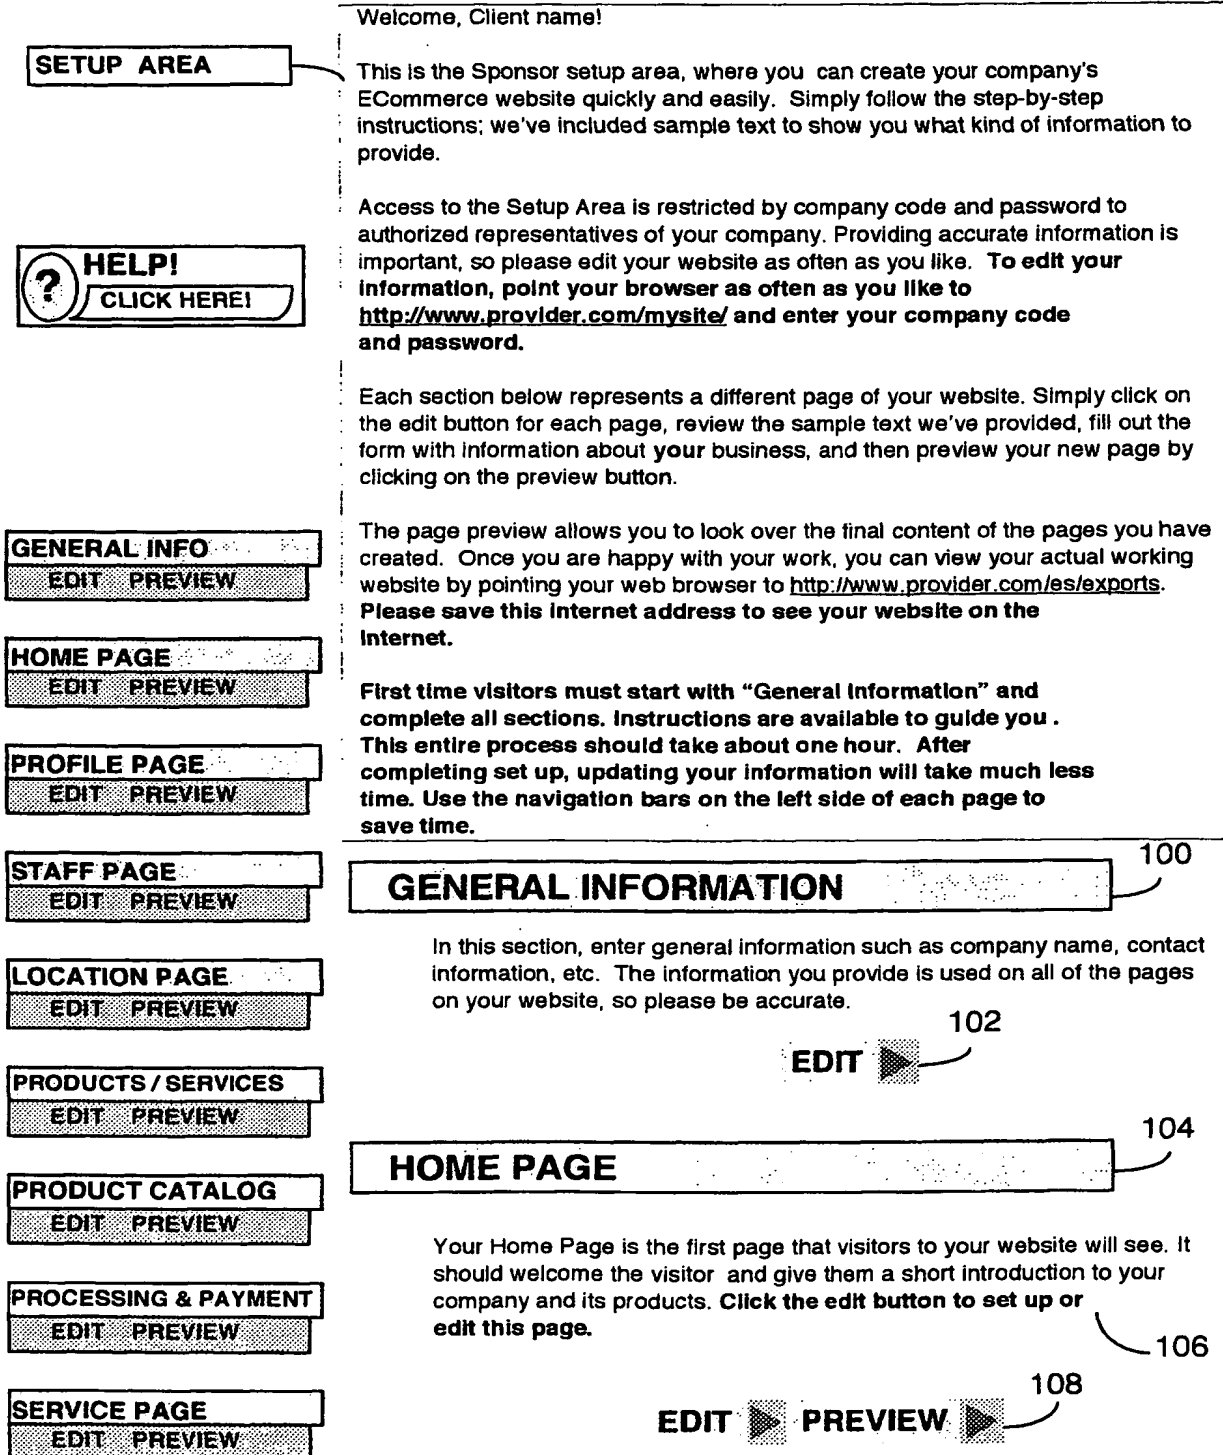 Welcome, Client name!
SETUP AREA
This is the Sponsor setup area, where you can create your company's
ECommerce website quickly and easily. Simply follow the step-by-step
instructions; we've included sample text to show you what kind of information to
provide.
Access to the Setup Area is restricted by company code and password to
authorized representatives of your company. Providing accurate information is
important, so please edit your website as often as you like. To edit your
information, point your browser as often as you like to
http://www.provider.com/mysite/ and enter your company code
and password.
? HELP!
CLICK HERE!
Each section below represents a different page of your website. Simply click on
the edit button for each page, review the sample text we've provided, fill out the
form with information about your business, and then preview your new page by
clicking on the preview button.
The page preview allows you to look over the final content of the pages you have
created. Once you are happy with your work, you can view your actual working
website by pointing your web browser to http://www.provider.com/es/exports.
Please save this internet address to see your website on the
Internet.
First time visitors must start with "General Information" and
complete all sections. Instructions are available to guide you .
This entire process should take about one hour. After
completing set up, updating your information will take much less
time. Use the navigation bars on the left side of each page to
save time.
GENERAL INFO
EDIT PREVIEW
HOME PAGE
EDIT PREVIEW
PROFILE PAGE
EDIT PREVIEW
STAFF PAGE
EDIT PREVIEW
LOCATION PAGE
EDIT PREVIEW
PRODUCTS / SERVICES
EDIT PREVIEW
PRODUCT CATALOG
EDIT PREVIEW
PROCESSING & PAYMENT
EDIT PREVIEW
SERVICE PAGE
EDIT PREVIEW
100
GENERAL INFORMATION
In this section, enter general information such as company name, contact
information, etc. The information you provide is used on all of the pages
on your website, so please be accurate.
102
EDIT
104
HOME PAGE
Your Home Page is the first page that visitors to your website will see. It
should welcome the visitor and give them a short introduction to your
company and its products. Click the edit button to set up or
edit this page.
106
108
EDIT PREVIEW